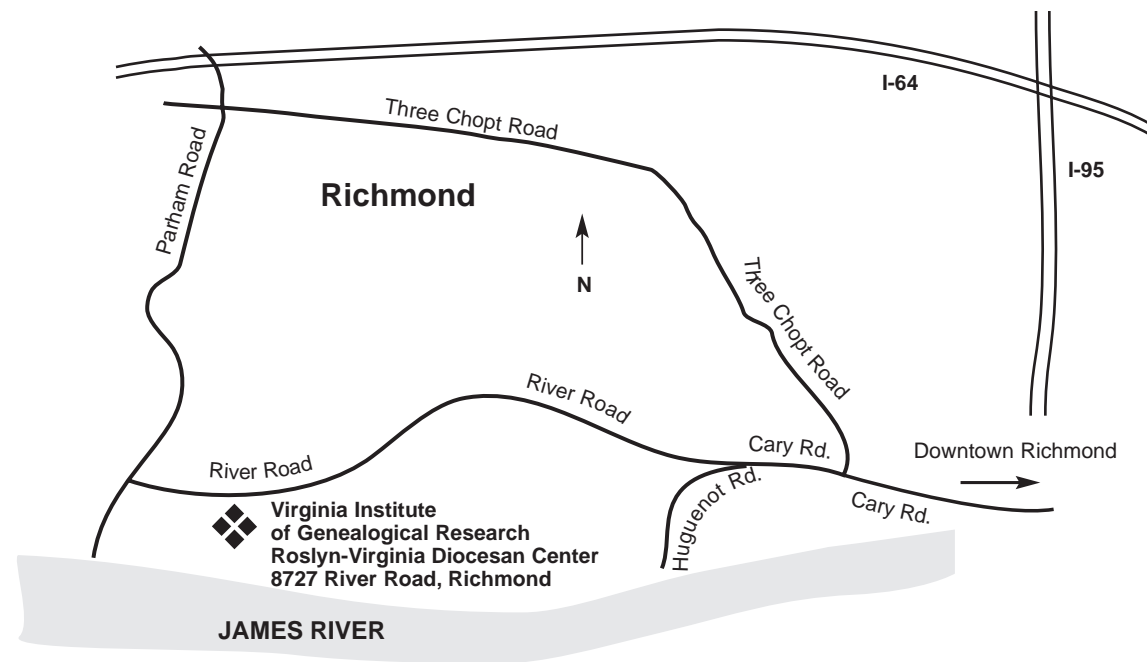 I-64
Three Chopt Road
Parham Road
I-95
Richmond
N
Three Chopt Road
River Road
Cary Rd.
Downtown Richmond
River Road
Huguenot Rd.
Cary Rd.
Virginia Institute
of Genealogical Research
Roslyn-Virginia Diocesan Center
8727 River Road, Richmond
JAMES RIVER